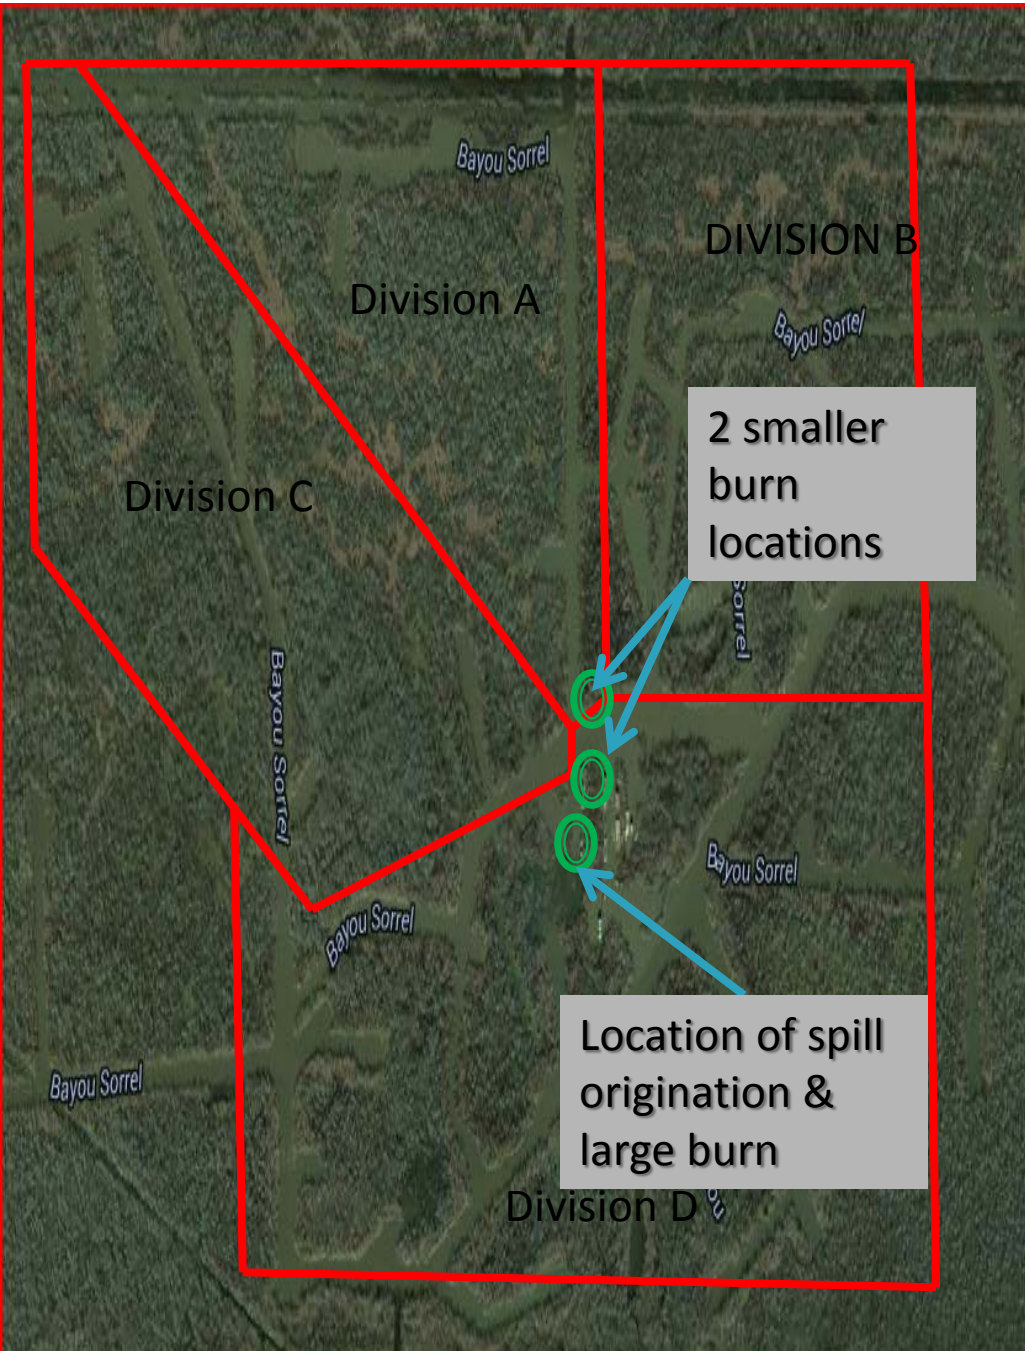 Bayou Sorrel
DIVISION B
Division A
Bayou Sorrel
2 smaller
burn
locations
Division C
Sorrel
Bayou Sorrel
Bayou Sorrel
Bayou Sorrel
Location of spill
origination &
large burn
Bayou Sorrel
Division D
ou